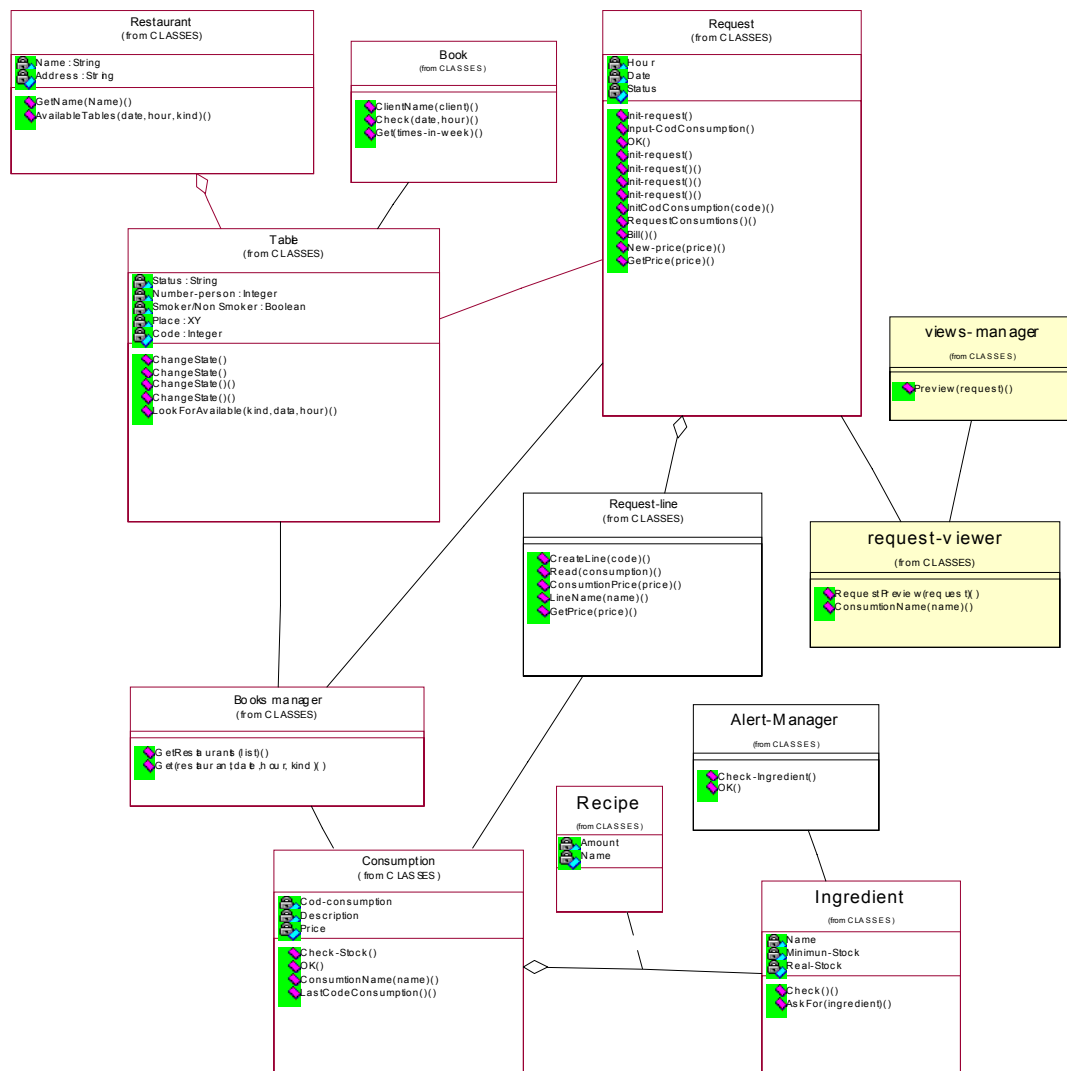 Restaurant
(from CLASSES)
Name : String
Address : String
GetName(Name)()
AvailableTables(date, hour, kind)()
Book
(from CLASSES)
ClientName(client)()
Check(date, hour)()
Get(times-in-week)()
Request
(from CLASSES)
Hour
Date
Status
init-request()
Input-CodConsumption()
OK()
init-request()
Init-request()()
Init-request()()
Init-request()()
InitCodConsumption(code)()
RequestConsumtions()()
Bill()()
New-price(price)()
GetPrice(price)()
Table
(from CLASSES)
Status : String
Number-person : Integer
Smoker/Non Smoker : Boolean
Place : XY
Code : Integer
ChangeState()
ChangeState()
ChangeState()()
ChangeState()()
LookForAvailable(kind, data, hour)()
views-manager
(from CLASSES)
Preview(request)()
Request-line
(from CLASSES)
CreateLine(code)()
Read(consumption)()
ConsumtionPrice(price)()
LineName(name)()
GetPrice(price)()
request-viewer
(from CLASSES)
RequestPreview(request)()
ConsumtionName(name)()
Books manager
(from CLASSES)
GetRestaurants(list)()
Get(restaurant, date, hour, kind)()
Alert-Manager
(from CLASSES)
Check-Ingredient()
OK()
Recipe
(from CLASSES)
Amount
Name
Consumption
(from CLASSES)
Cod-consumption
Description
Price
Check-Stock()
OK()
ConsumtionName(name)()
LastCodeConsumption()()
Ingredient
(from CLASSES)
Name
Minimun-Stock
Real-Stock
Check()()
AskFor(ingredient)()